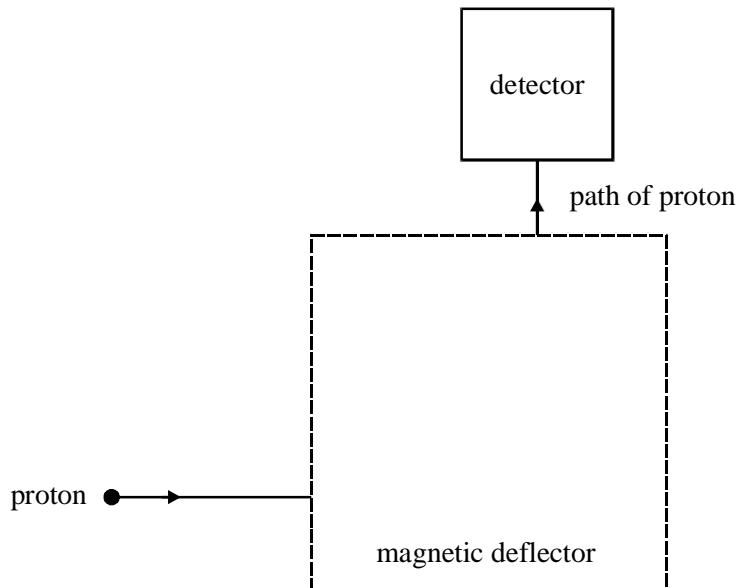 detector
path of proton
proton
magnetic deflector